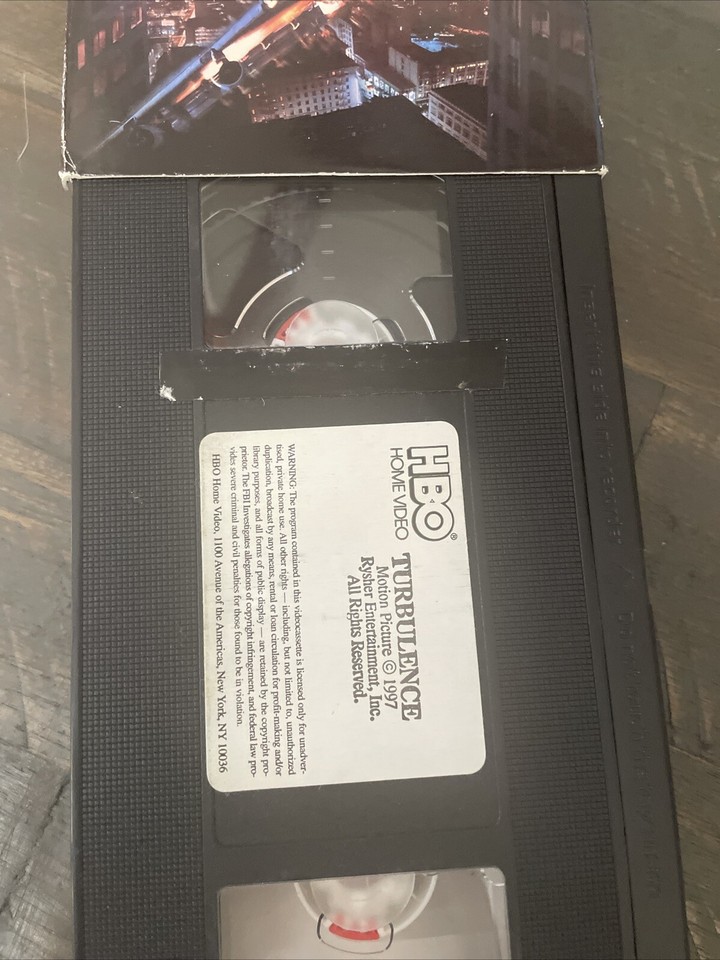 HBO®
HOME VIDEO
TURBULENCE
Motion Picture © 1997
Rysher Entertainment, Inc.
All Rights Reserved.
WARNING: The program contained in this videocassette is licensed only for unadver-
tised, private home use. All other rights — including, but not limited to, unauthorized
duplication, broadcast by any means, rental or loan circulation for profit-making and/or
library purposes, and all forms of public display — are retained by the copyright pro-
prietor. The FBI Investigates allegations of copyright infringement, and federal law pro-
vides severe criminal and civil penalties for those found to be in violation.
HBO Home Video, 1100 Avenue of the Americas, New York, NY 10036